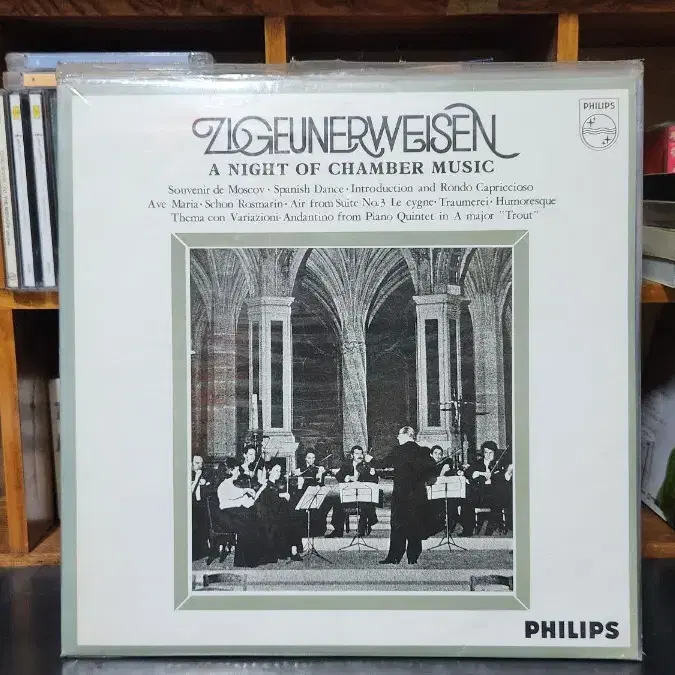 ZIGEUNERWEISEN
PHILIPS
A NIGHT OF CHAMBER MUSIC
Souvenir de Moscov · Spanish Dance · Introduction and Rondo Capriccioso
Ave Maria · Schon Rosmarin · Air from Suite No.3 Le cygne · Traumerei · Humoresque
Thema con Variazioni-Andantino from Piano Quintet in A major "Trout"
PHILIPS